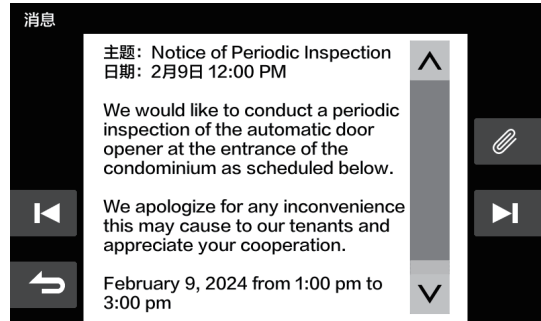 消息
主题：Notice of Periodic Inspection
日期：2月9日 12:00 PM
We would like to conduct a periodic
inspection of the automatic door
opener at the entrance of the
condominium as scheduled below.
We apologize for any inconvenience
this may cause to our tenants and
appreciate your cooperation.
February 9, 2024 from 1:00 pm to
3:00 pm